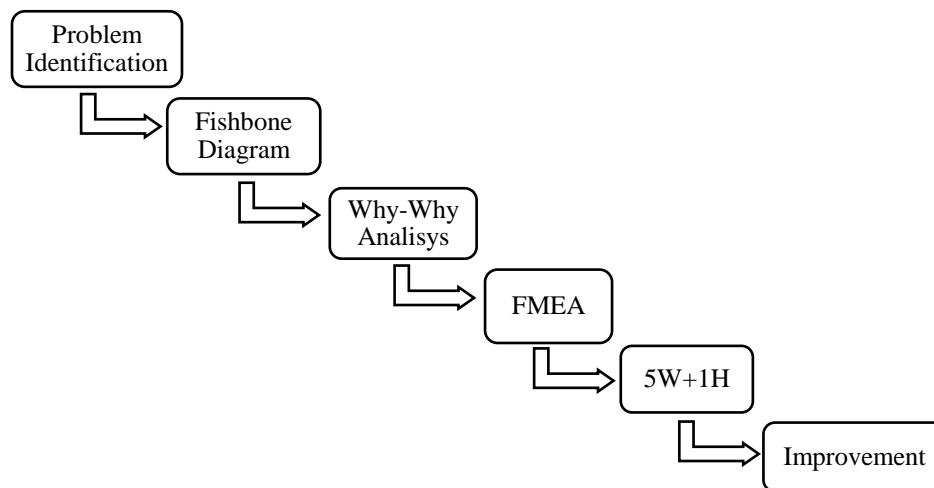 Problem
Identification
Fishbone
Diagram
Why-Why
Analisys
FMEA
5W+1H
Improvement